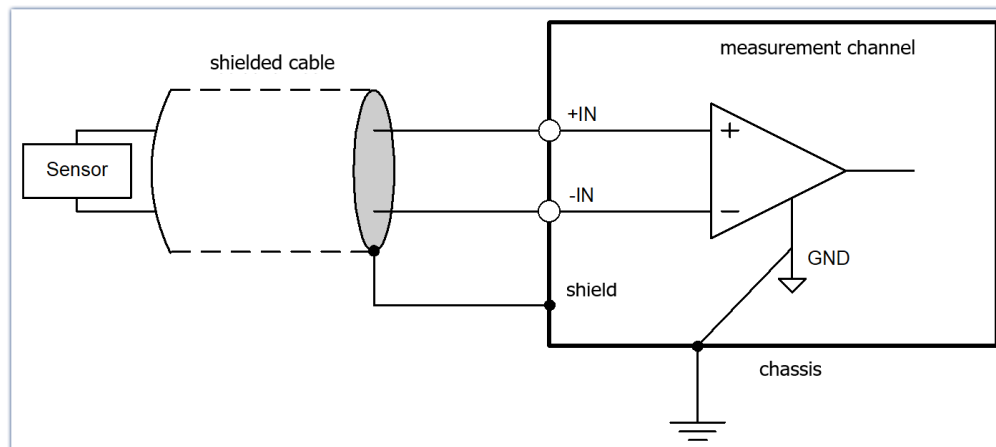 measurement channel
shielded cable
+IN
+
Sensor
-IN
−
GND
shield
chassis